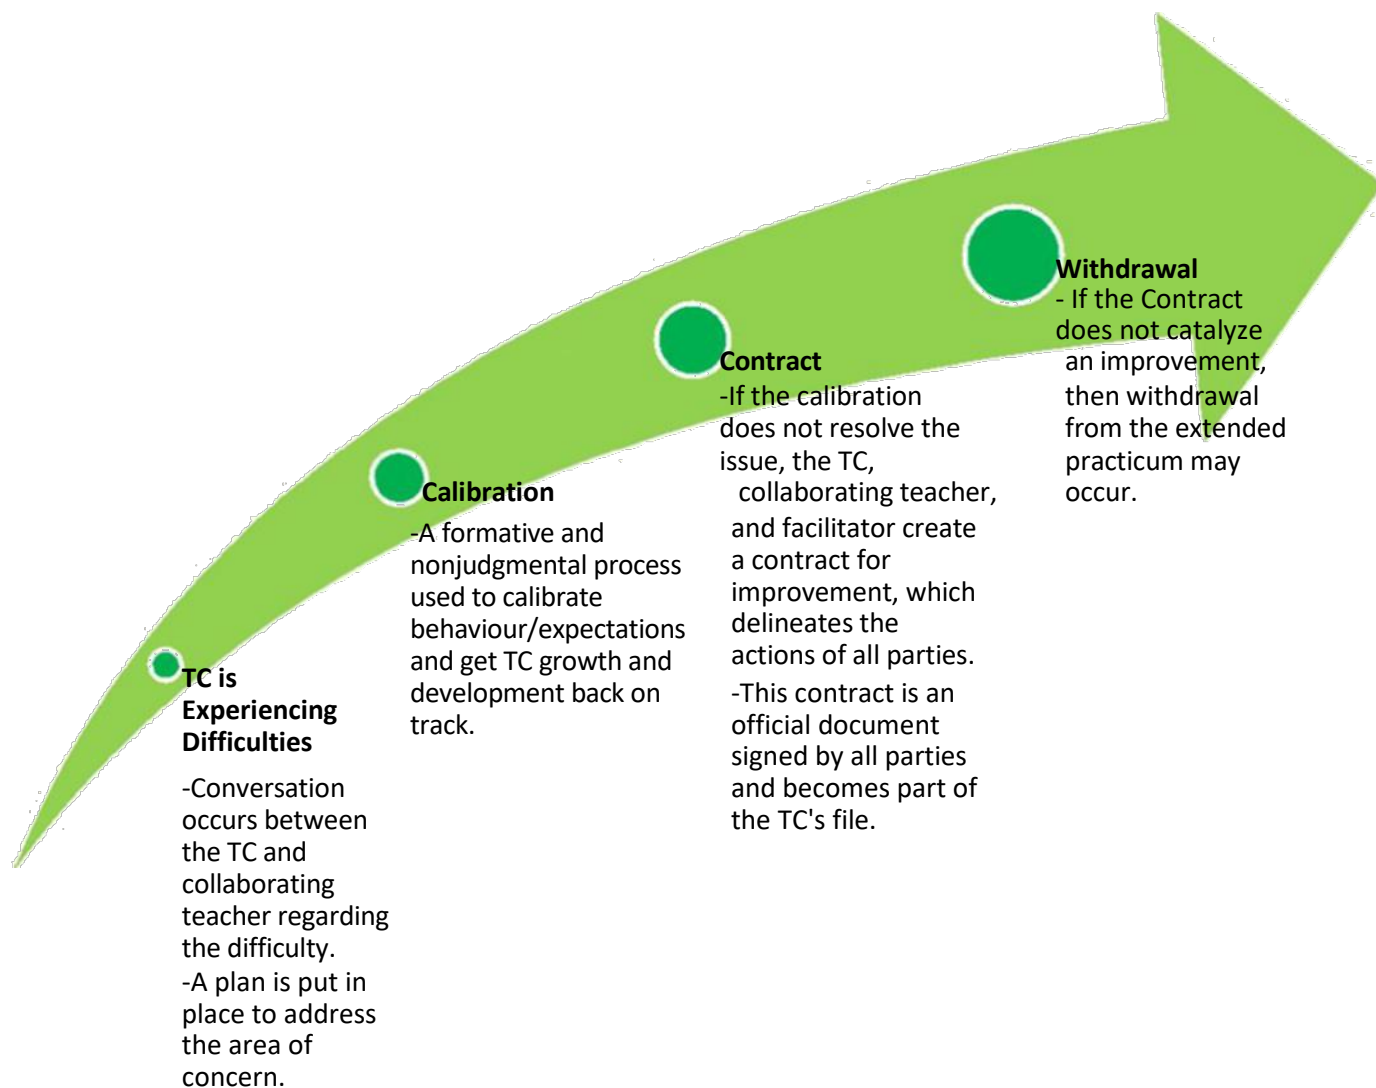 TC is
Experiencing
Difficulties
-Conversation
occurs between
the TC and
collaborating
teacher regarding
the difficulty.
-A plan is put in
place to address
the area of
concern.
Calibration
-A formative and
nonjudgmental process
used to calibrate
behaviour/expectations
and get TC growth and
development back on
track.
Contract
-If the calibration
does not resolve the
issue, the TC,
collaborating teacher,
and facilitator create
a contract for
improvement, which
delineates the
actions of all parties.
-This contract is an
official document
signed by all parties
and becomes part of
the TC's file.
Withdrawal
- If the Contract
does not catalyze
an improvement,
then withdrawal
from the extended
practicum may
occur.